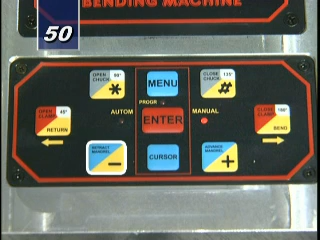 BENDING MACHINE
50
OPEN CHUCK 90° *
MENU
CLOSE CHUCK 135° #
PROGR
OPEN CLAMP 45° RETURN
AUTOM
ENTER
MANUAL
CLOSE CLAMP 180° BEND
RETRACT MANDREL -
CURSOR
ADVANCE MANDREL +